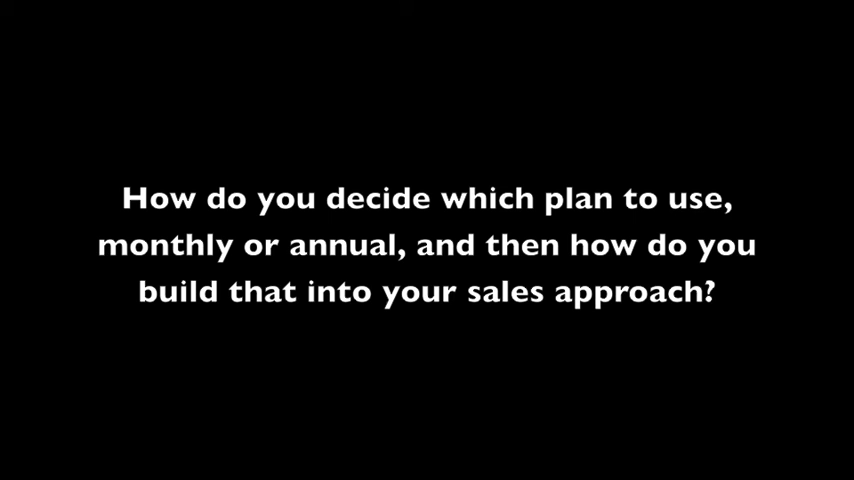 How do you decide which plan to use,
monthly or annual, and then how do you
build that into your sales approach?